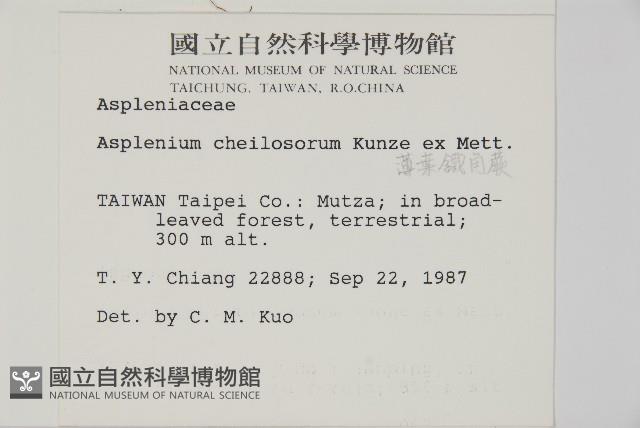 國立自然科學博物館
NATIONAL MUSEUM OF NATURAL SCIENCE
TAICHUNG, TAIWAN, R.O.CHINA
Aspleniaceae
Asplenium cheilosorum Kunze ex Mett.
薄葉鐵角蕨
TAIWAN Taipei Co.: Mutza; in broad-
leaved forest, terrestrial;
300 m alt.
T. Y. Chiang 22888; Sep 22, 1987
Det. by C. M. Kuo
國立自然科學博物館
NATIONAL MUSEUM OF NATURAL SCIENCE